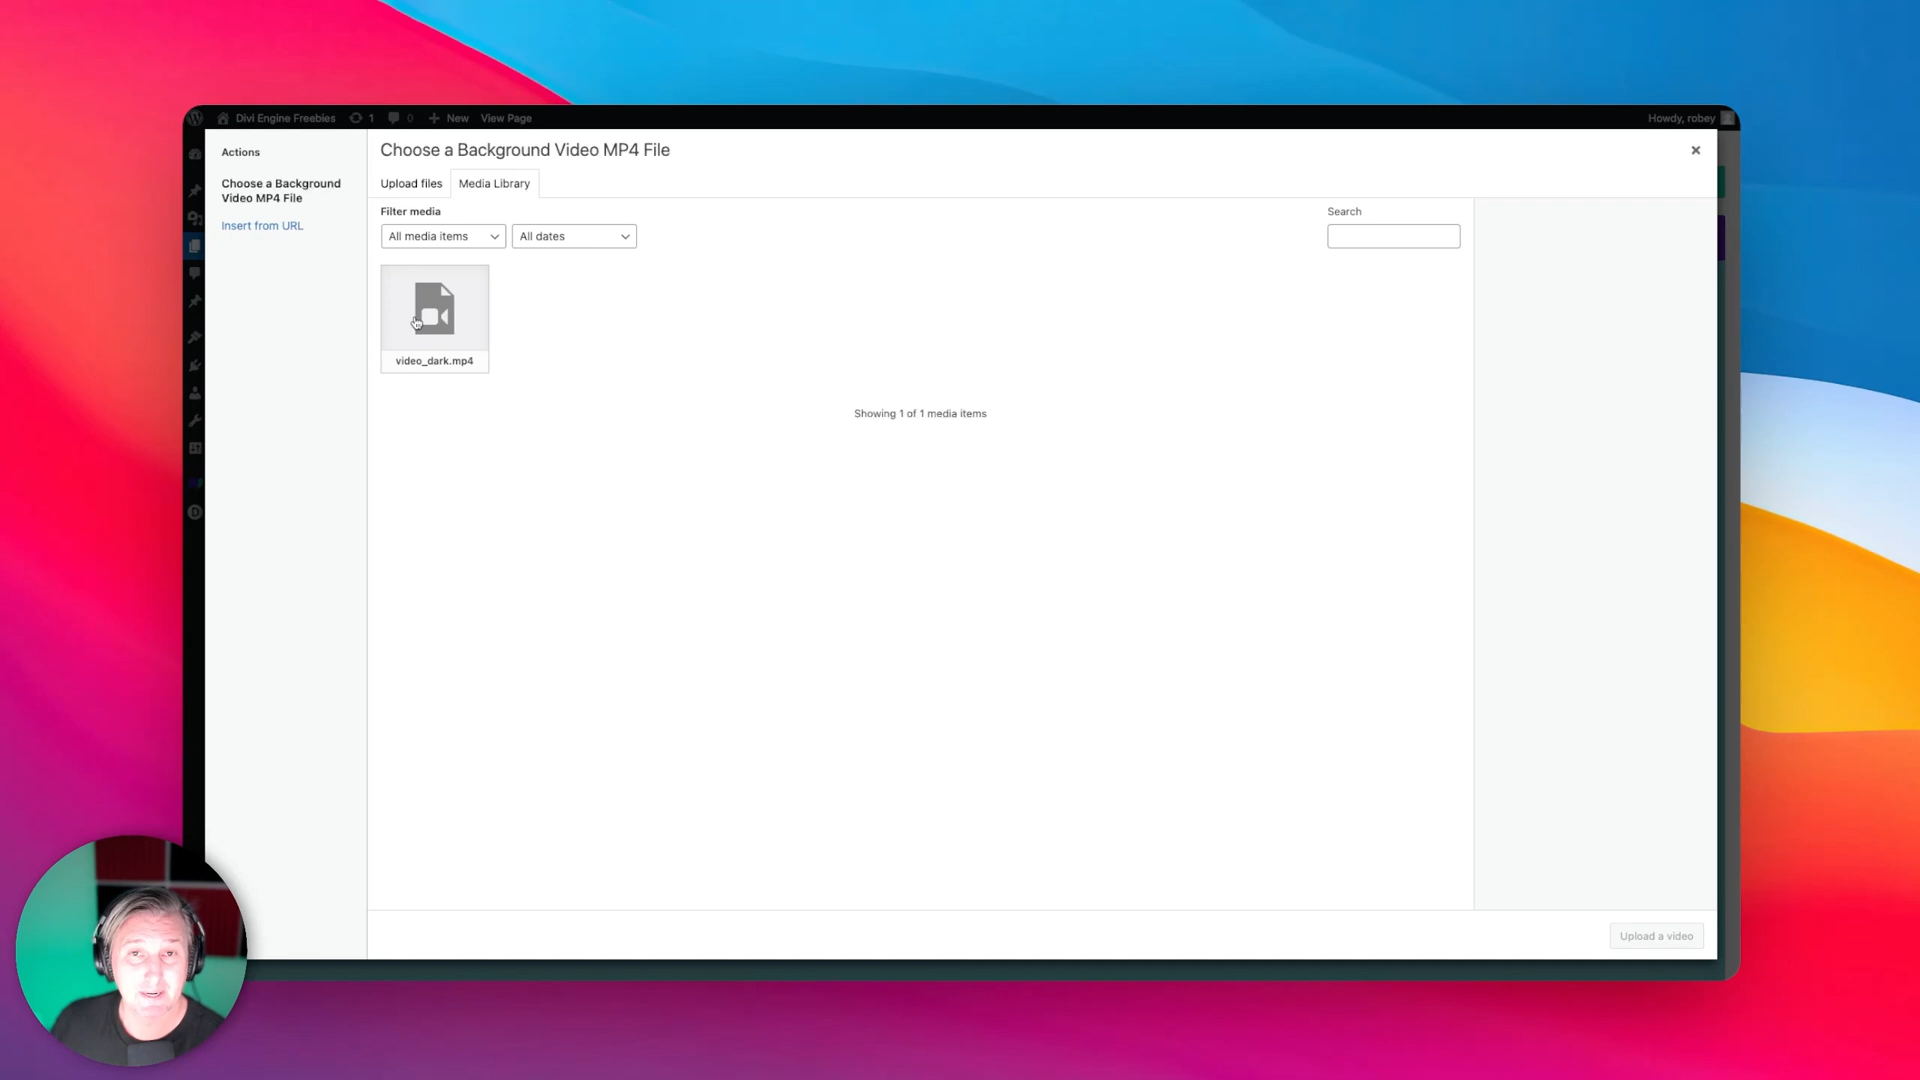 Divi Engine Freebies 1 0 New View Page Howdy, robey
Actions
Choose a Background Video MP4 File
Choose a Background
Video MP4 File
Insert from URL
Upload files Media Library
Filter media
Search
All media items All dates
video_dark.mp4
Showing 1 of 1 media items
Upload a video